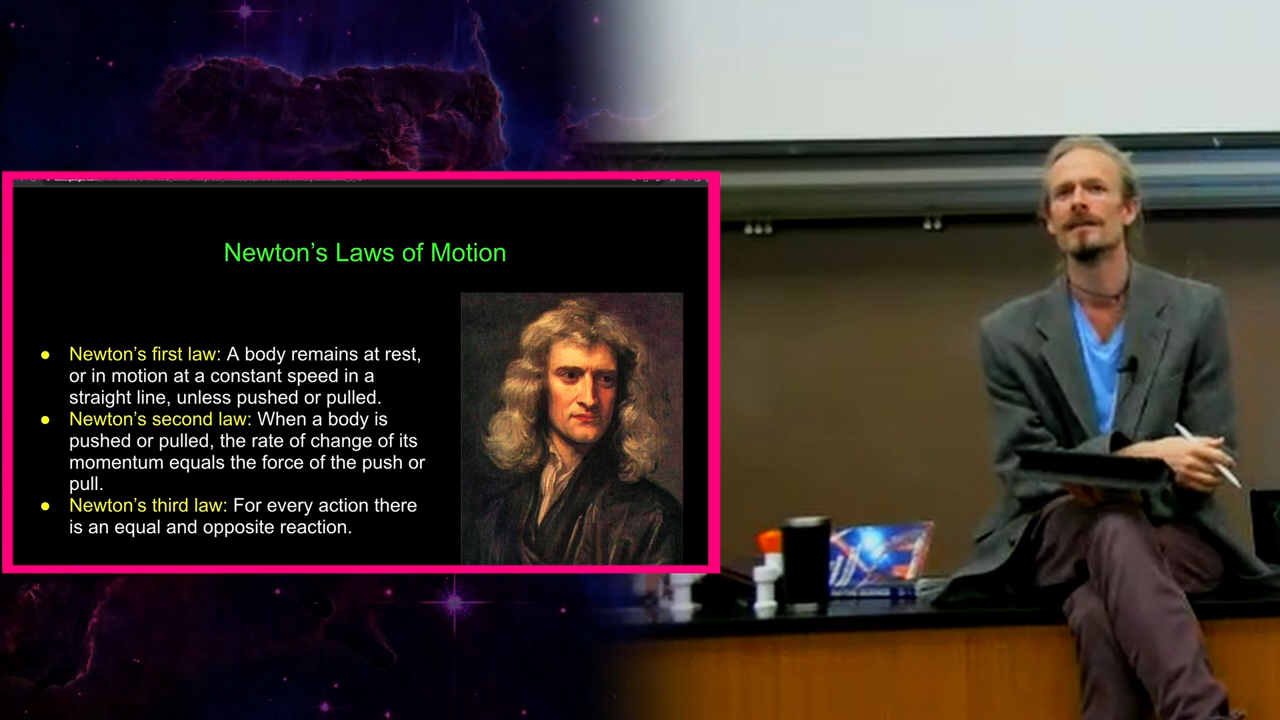 Newton’s Laws of Motion
● Newton’s first law: A body remains at rest,
or in motion at a constant speed in a
straight line, unless pushed or pulled.
● Newton’s second law: When a body is
pushed or pulled, the rate of change of its
momentum equals the force of the push or
pull.
● Newton’s third law: For every action there
is an equal and opposite reaction.